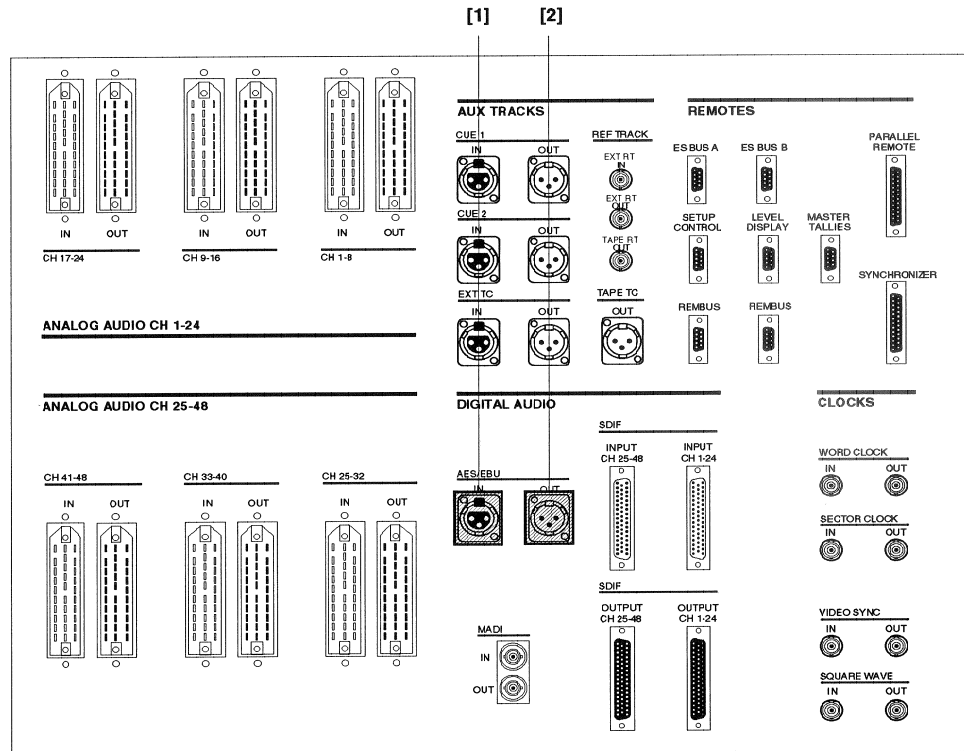 [1] [2]
AUX TRACKS
REMOTES
CUE 1
REF TRACK
IN OUT
EXT RT
IN
EXT RT
OUT
TAPE RT
OUT
ES BUS A ES BUS B
PARALLEL
REMOTE
CUE 2
IN OUT
SETUP
CONTROL
LEVEL
DISPLAY
MASTER
TALLIES
IN OUT IN OUT IN OUT
CH 17-24 CH 9-16 CH 1-8
SYNCHRONIZER
EXT TC
TAPE TC
IN OUT OUT
REMBUS REMBUS
ANALOG AUDIO CH 1-24
ANALOG AUDIO CH 25-48
DIGITAL AUDIO
CLOCKS
SDIF
INPUT
CH 25-48
INPUT
CH 1-24
WORD CLOCK
IN OUT
CH 41-48 CH 33-40 CH 25-32
AES/EBU
IN OUT IN OUT IN OUT
IN OUT
SECTOR CLOCK
IN OUT
SDIF
OUTPUT
CH 25-48
OUTPUT
CH 1-24
VIDEO SYNC
IN OUT
MADI
IN
OUT
SQUARE WAVE
IN OUT